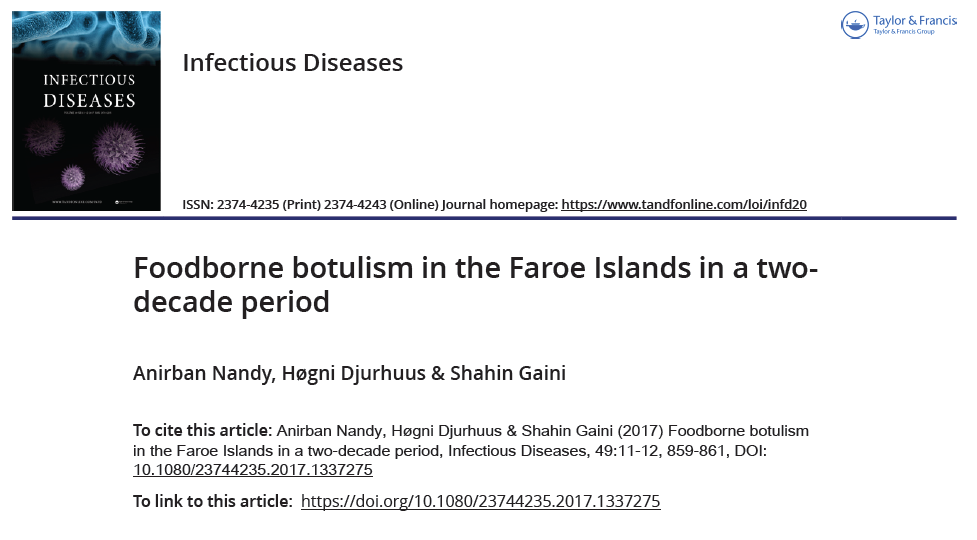 INFECTIOUS
DISEASES
Infectious Diseases
Taylor & Francis
Taylor & Francis Group
ISSN: 2374-4235 (Print) 2374-4243 (Online) Journal homepage: https://www.tandfonline.com/loi/infd20
Foodborne botulism in the Faroe Islands in a two-
decade period
Anirban Nandy, Høgni Djurhuus & Shahin Gaini
To cite this article: Anirban Nandy, Høgni Djurhuus & Shahin Gaini (2017) Foodborne botulism
in the Faroe Islands in a two-decade period, Infectious Diseases, 49:11-12, 859-861, DOI:
10.1080/23744235.2017.1337275
To link to this article: https://doi.org/10.1080/23744235.2017.1337275